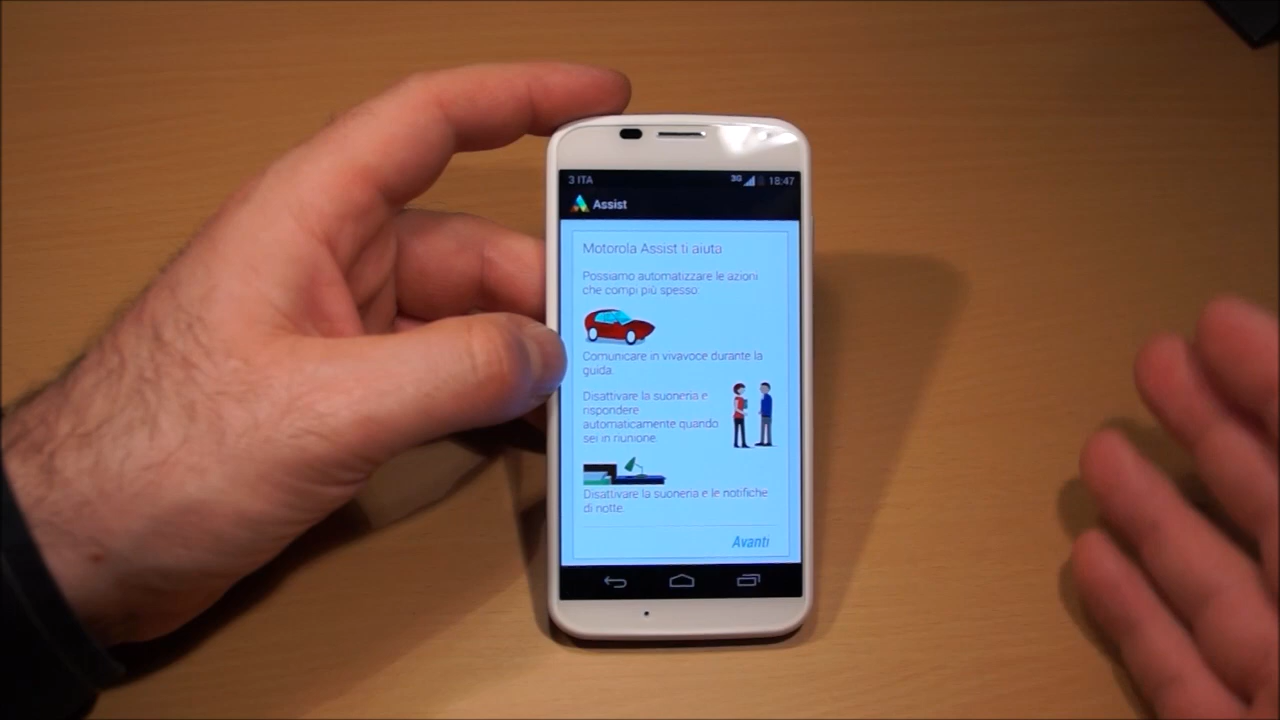 3 ITA 3G 18:47
Assist
Motorola Assist ti aiuta
Possiamo automatizzare le azioni
che compi più spesso.
Comunicare in vivavoce durante la
guida.
Disattivare la suoneria e
rispondere
automaticamente quando
sei in riunione.
Disattivare la suoneria e le notifiche
di notte.
Avanti